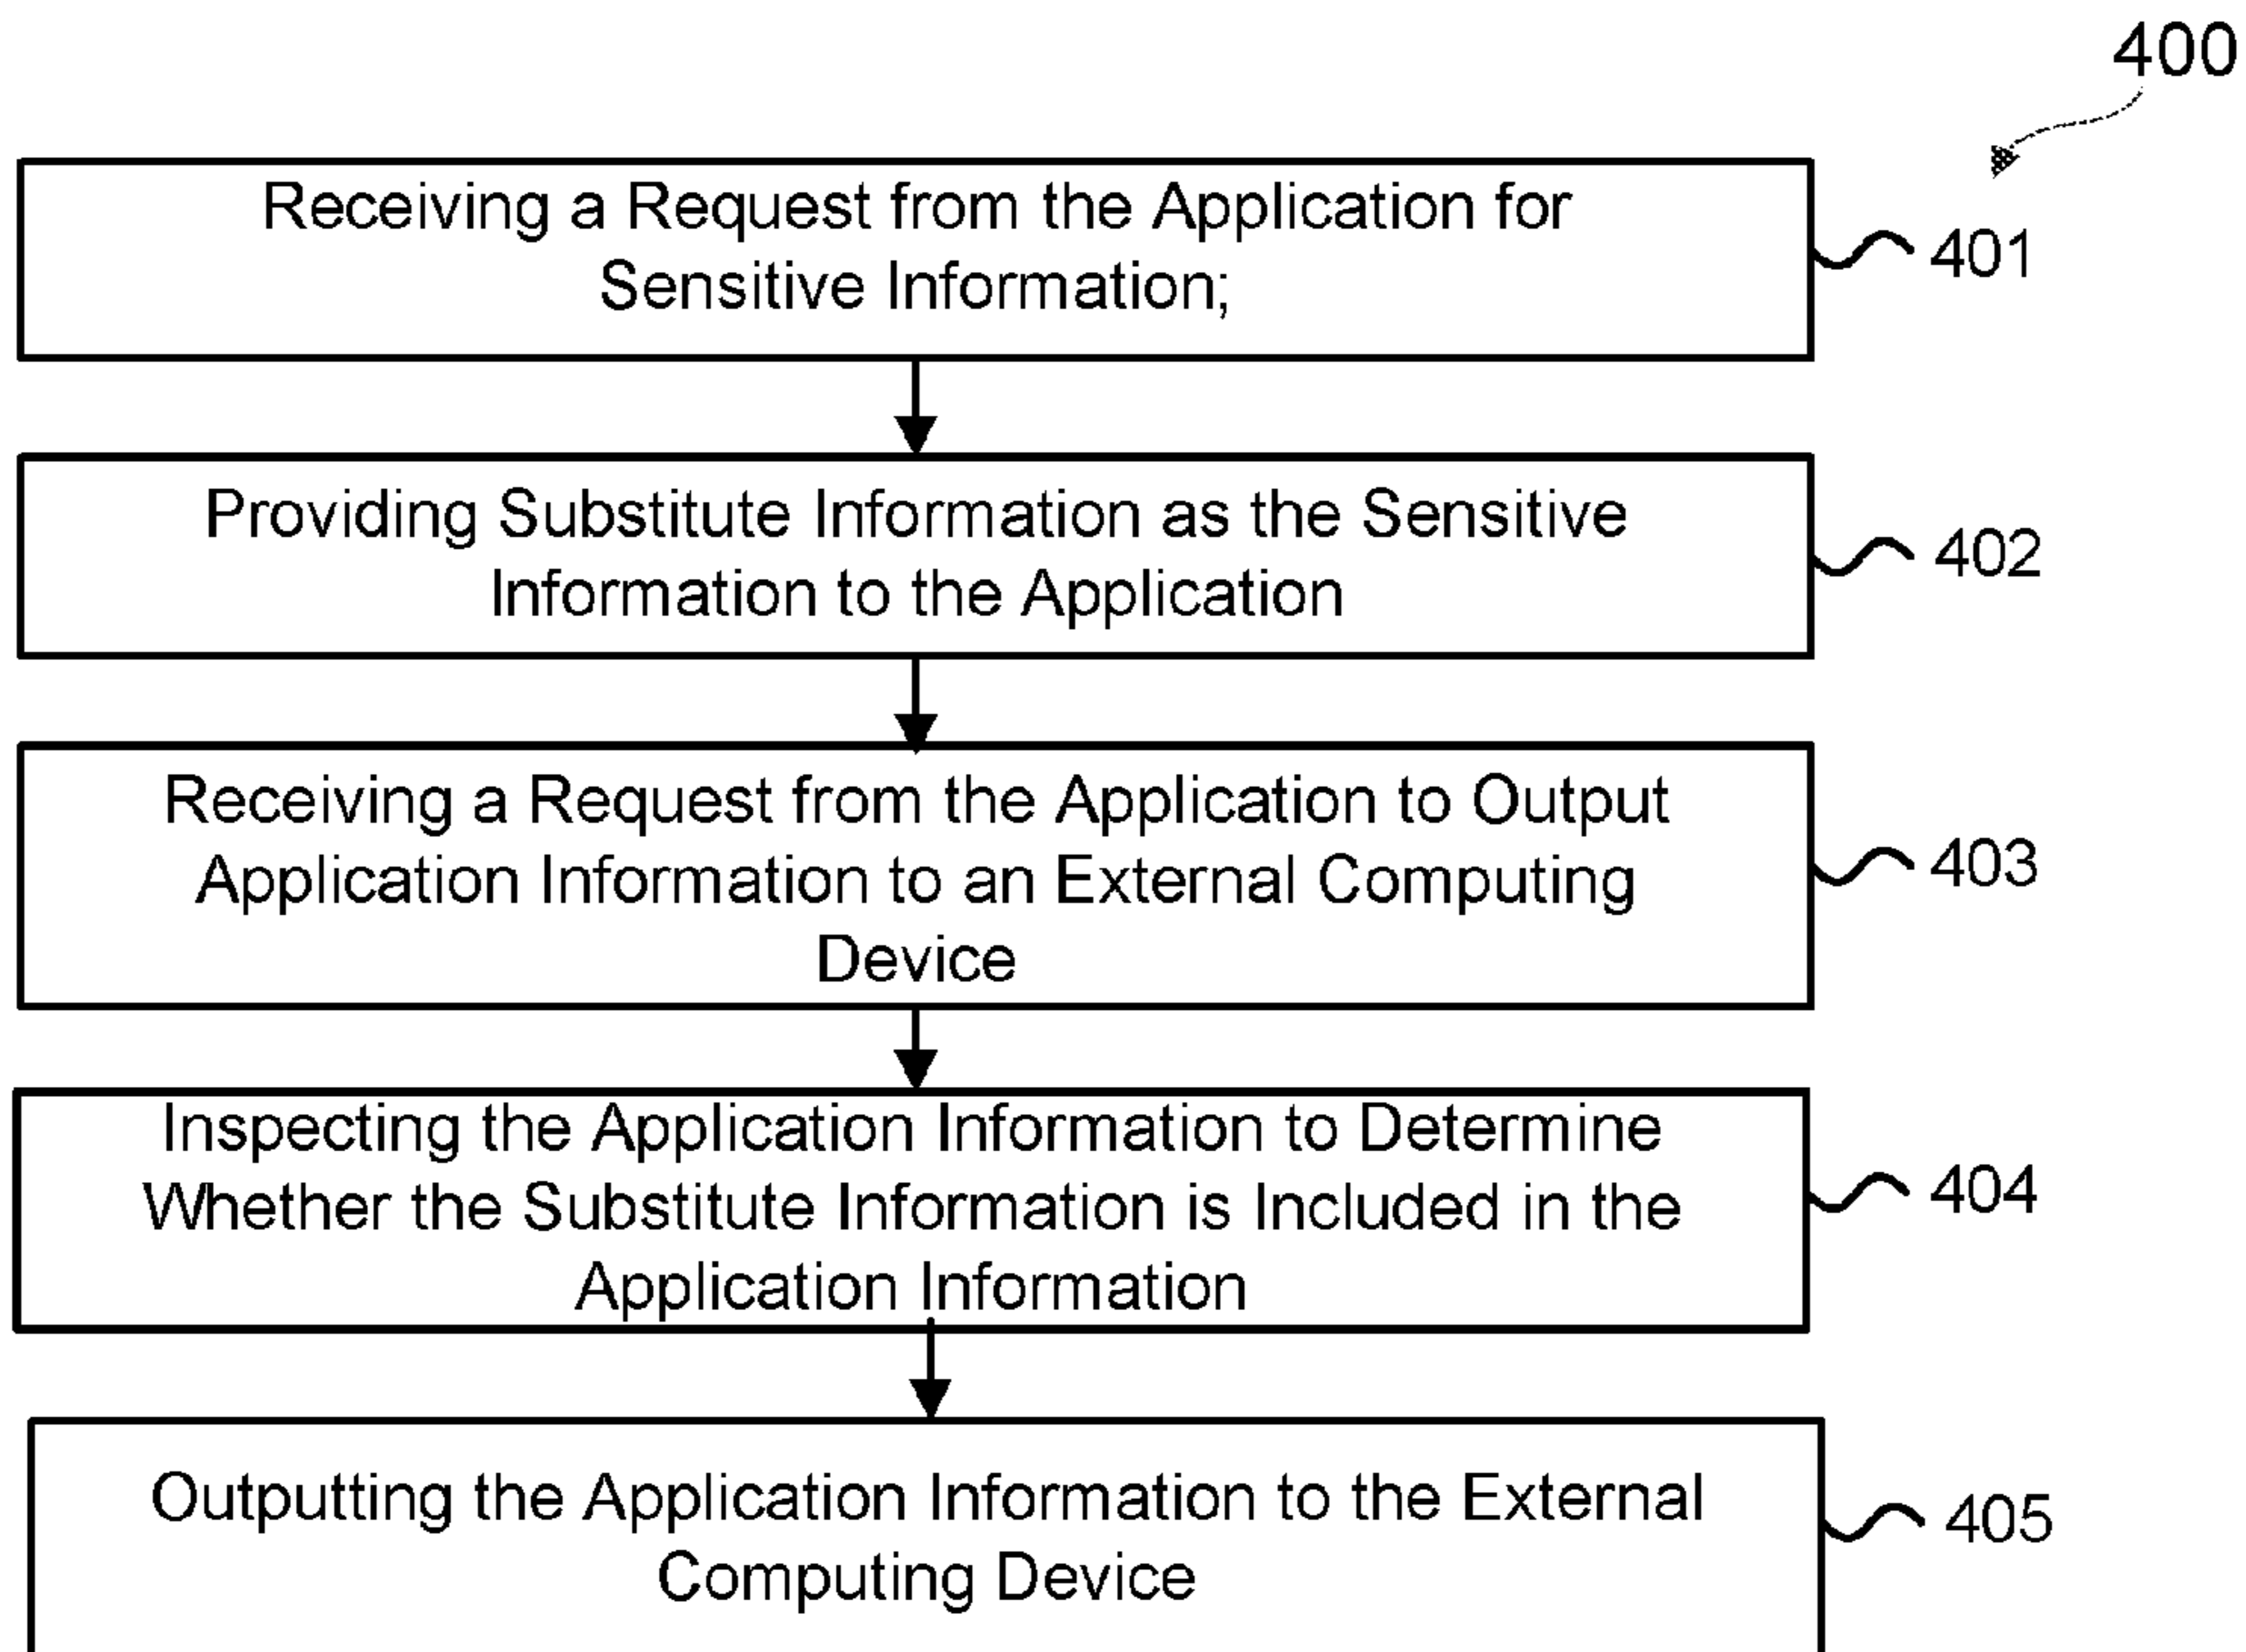 400
Receiving a Request from the Application for
Sensitive Information;
401
Providing Substitute Information as the Sensitive
Information to the Application
402
Receiving a Request from the Application to Output
Application Information to an External Computing
Device
403
Inspecting the Application Information to Determine
Whether the Substitute Information is Included in the
Application Information
404
Outputting the Application Information to the External
Computing Device
405